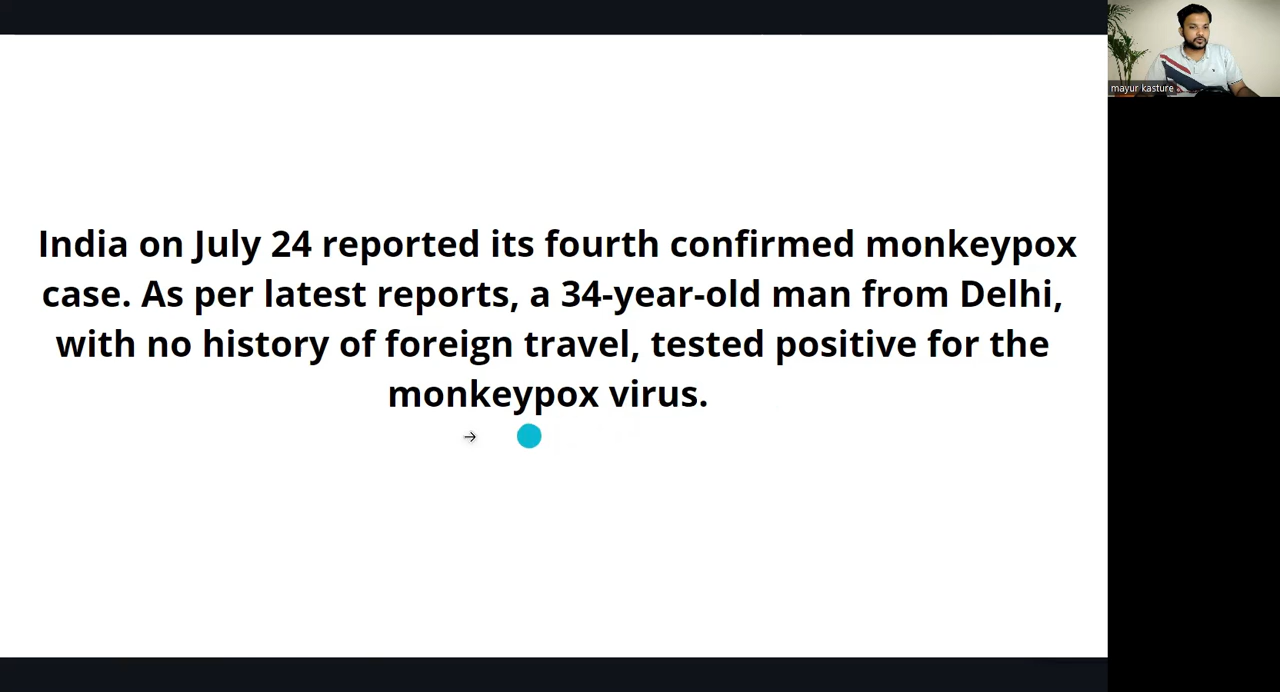 India on July 24 reported its fourth confirmed monkeypox
case. As per latest reports, a 34-year-old man from Delhi,
with no history of foreign travel, tested positive for the
monkeypox virus.
mayur kasture